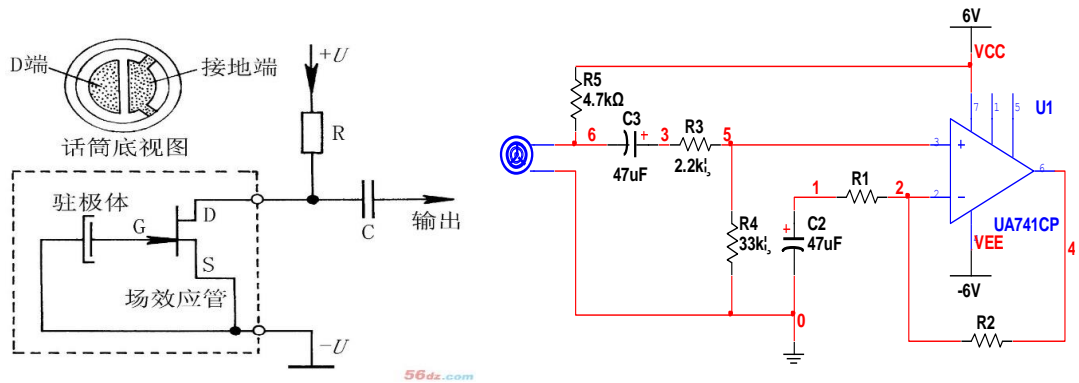 D端
接地端
话筒底视图
+U
R
驻极体
G
D
S
场效应管
C
输出
-U
56dz.com
6V
VCC
R5
4.7kΩ
6
C3
+
47uF
3
R3
2.2k
5
R4
33k
1
+
C2
47uF
R1
2
3
2
+
−
7
1
5
U1
6
UA741CP
4
VEE
-6V
4
R2
0